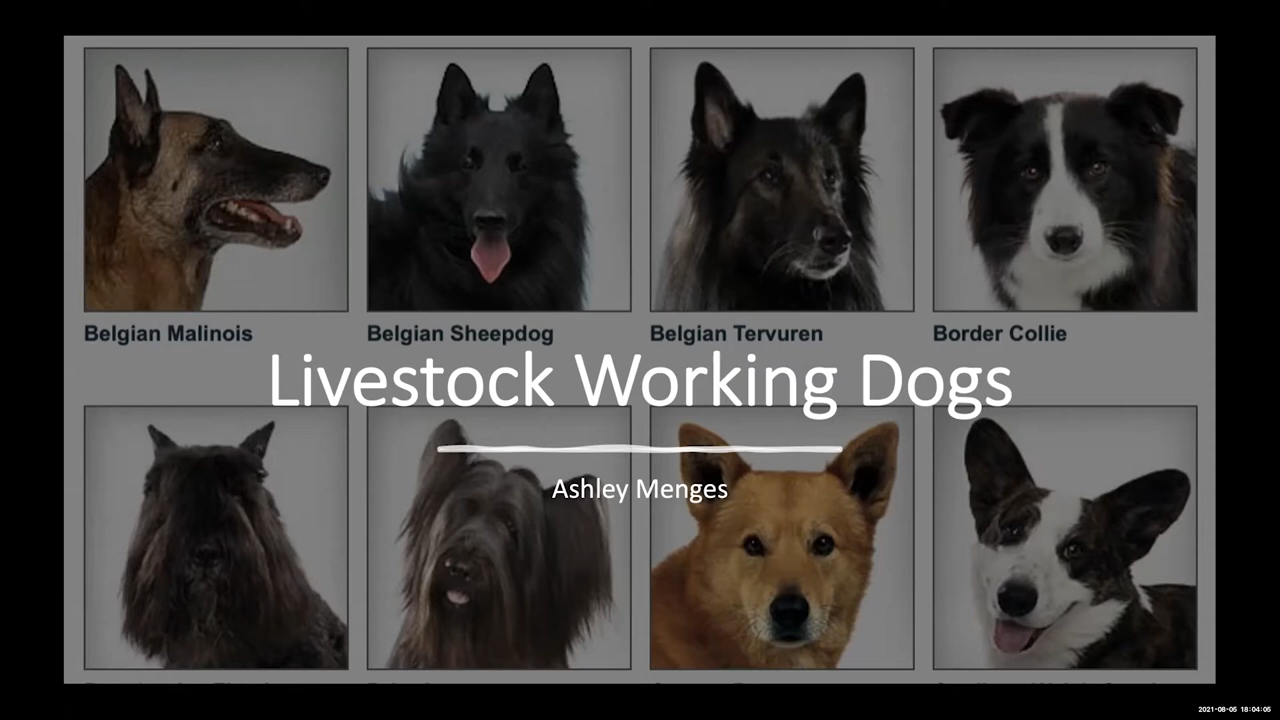 Belgian Malinois
Belgian Sheepdog
Belgian Tervuren
Border Collie
Livestock Working Dogs
Ashley Menges
2021-08-05 18:04:05